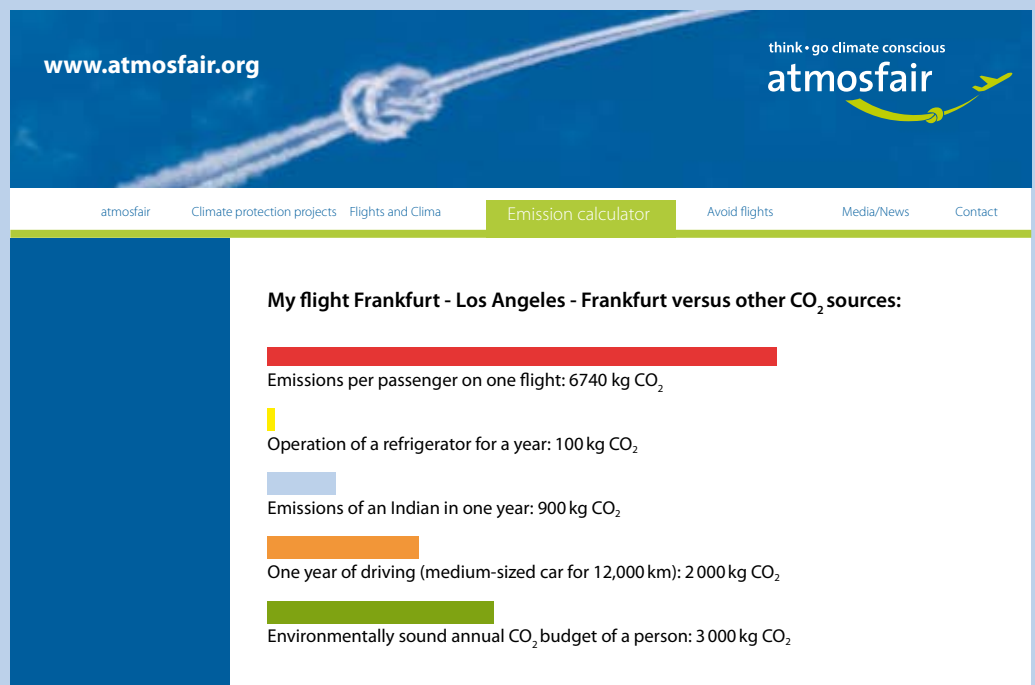 www.atmosfair.org
think • go climate conscious
atmosfair
atmosfair Climate protection projects Flights and Clima Emission calculator Avoid flights Media/News Contact
My flight Frankfurt - Los Angeles - Frankfurt versus other CO₂ sources:
Emissions per passenger on one flight: 6740 kg CO₂
Operation of a refrigerator for a year: 100 kg CO₂
Emissions of an Indian in one year: 900 kg CO₂
One year of driving (medium-sized car for 12,000 km): 2 000 kg CO₂
Environmentally sound annual CO₂ budget of a person: 3 000 kg CO₂